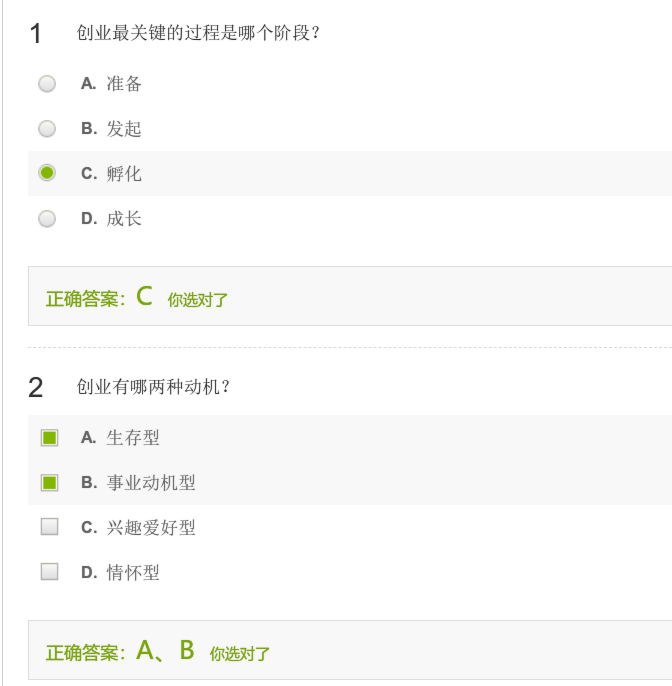 1 创业最关键的过程是哪个阶段？
A. 准备
B. 发起
C. 孵化
D. 成长
正确答案：C 你选对了
2 创业有哪两种动机？
A. 生存型
B. 事业动机型
C. 兴趣爱好型
D. 情怀型
正确答案：A、B 你选对了